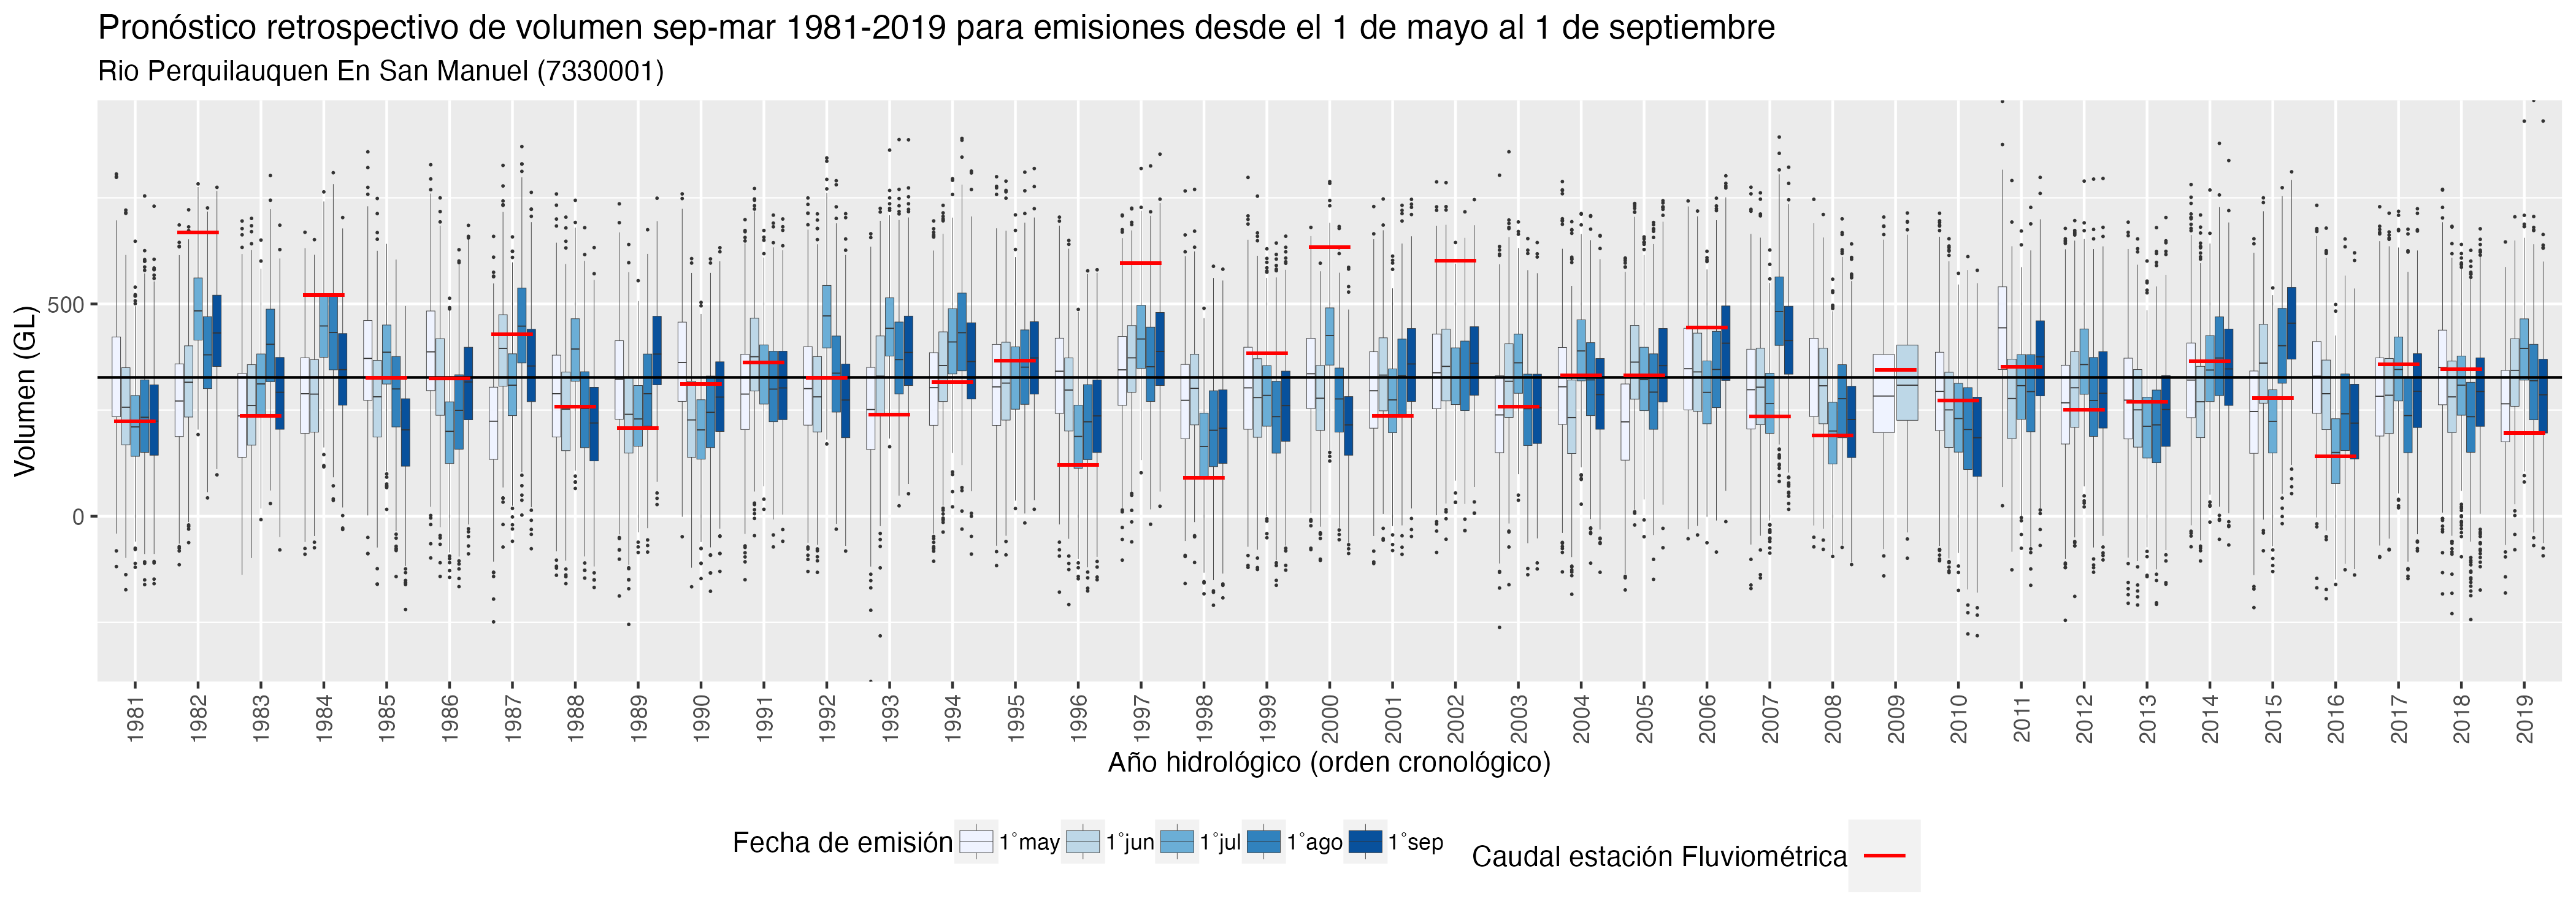 Pronóstico retrospectivo de volumen sep-mar 1981-2019 para emisiones desde el 1 de mayo al 1 de septiembre
Rio Perquilauquen En San Manuel (7330001)
Volumen (GL)
500
0
1981 1982 1983 1984 1985 1986 1987 1988 1989 1990 1991 1992 1993 1994 1995 1996 1997 1998 1999 2000 2001 2002 2003 2004 2005 2006 2007 2008 2009 2010 2011 2012 2013 2014 2015 2016 2017 2018 2019
Año hidrológico (orden cronológico)
Fecha de emisión 1°may 1°jun 1°jul 1°ago 1°sep Caudal estación Fluviométrica